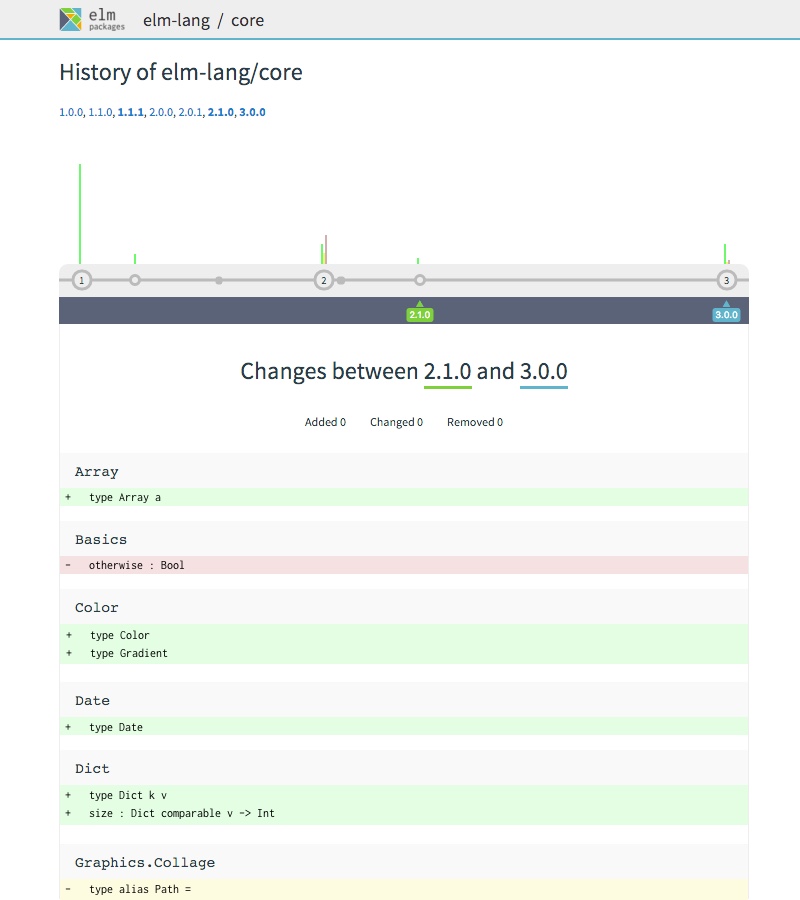 elm
packages
elm-lang / core
History of elm-lang/core
1.0.0, 1.1.0, 1.1.1, 2.0.0, 2.0.1, 2.1.0, 3.0.0
1 2 3
2.1.0 3.0.0
Changes between 2.1.0 and 3.0.0
Added 0 Changed 0 Removed 0
Array
+ type Array a
Basics
- otherwise : Bool
Color
+ type Color
+ type Gradient
Date
+ type Date
Dict
+ type Dict k v
+ size : Dict comparable v -> Int
Graphics.Collage
- type alias Path =